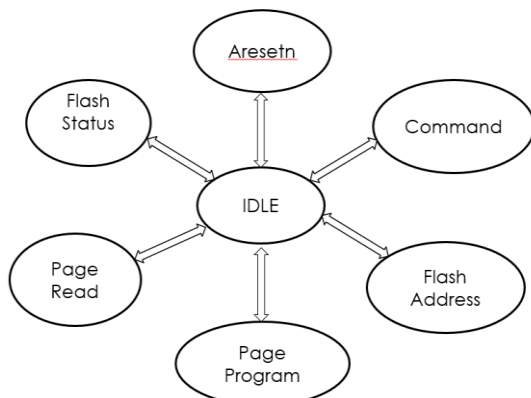 Aresetn
Flash
Status
Command
IDLE
Page
Read
Flash
Address
Page
Program